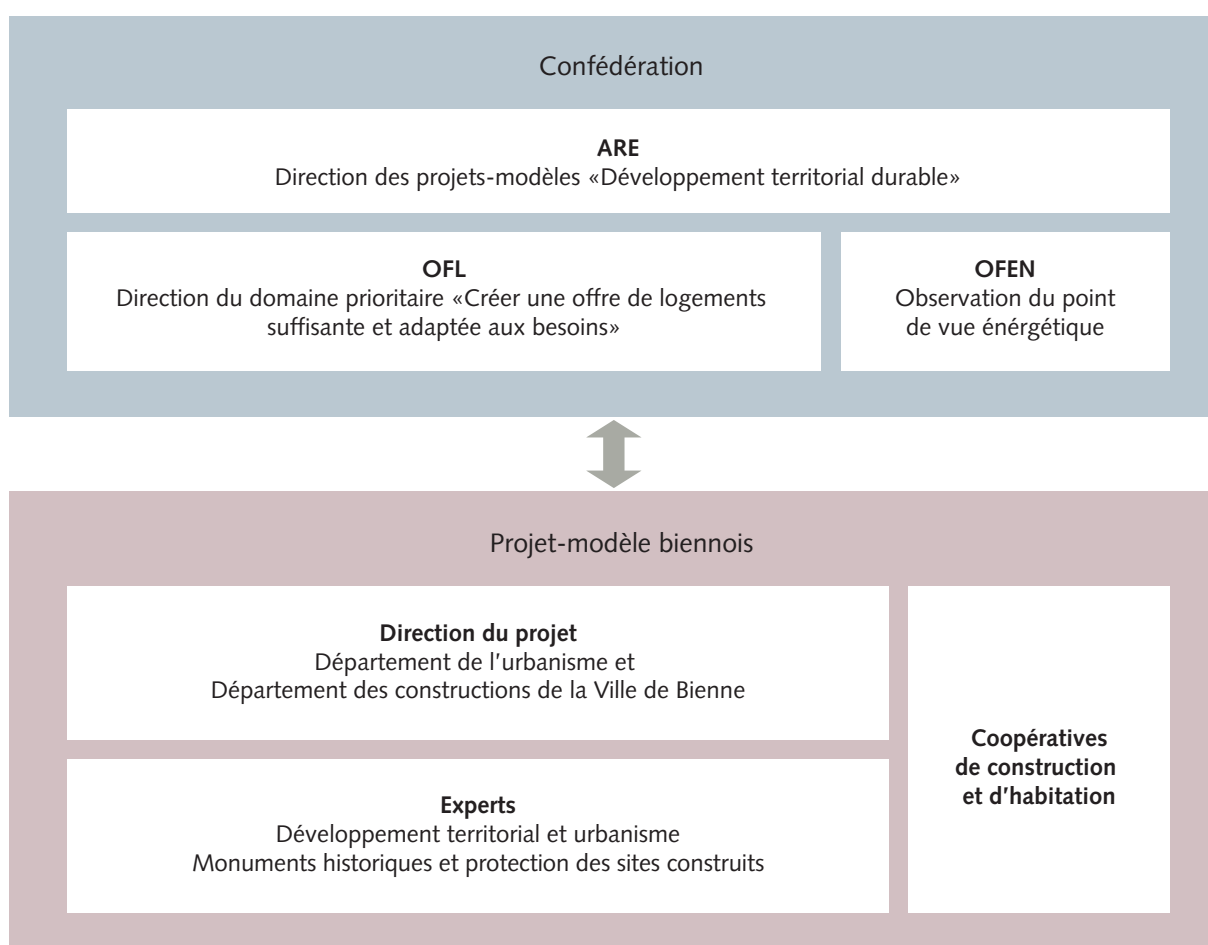 Confédération
ARE
Direction des projets-modèles «Développement territorial durable»
OFL
Direction du domaine prioritaire «Créer une offre de logements
suffisante et adaptée aux besoins»
OFEN
Observation du point
de vue énérgétique
Projet-modèle biennois
Direction du projet
Département de l'urbanisme et
Département des constructions de la Ville de Bienne
Experts
Développement territorial et urbanisme
Monuments historiques et protection des sites construits
Coopératives
de construction
et d'habitation